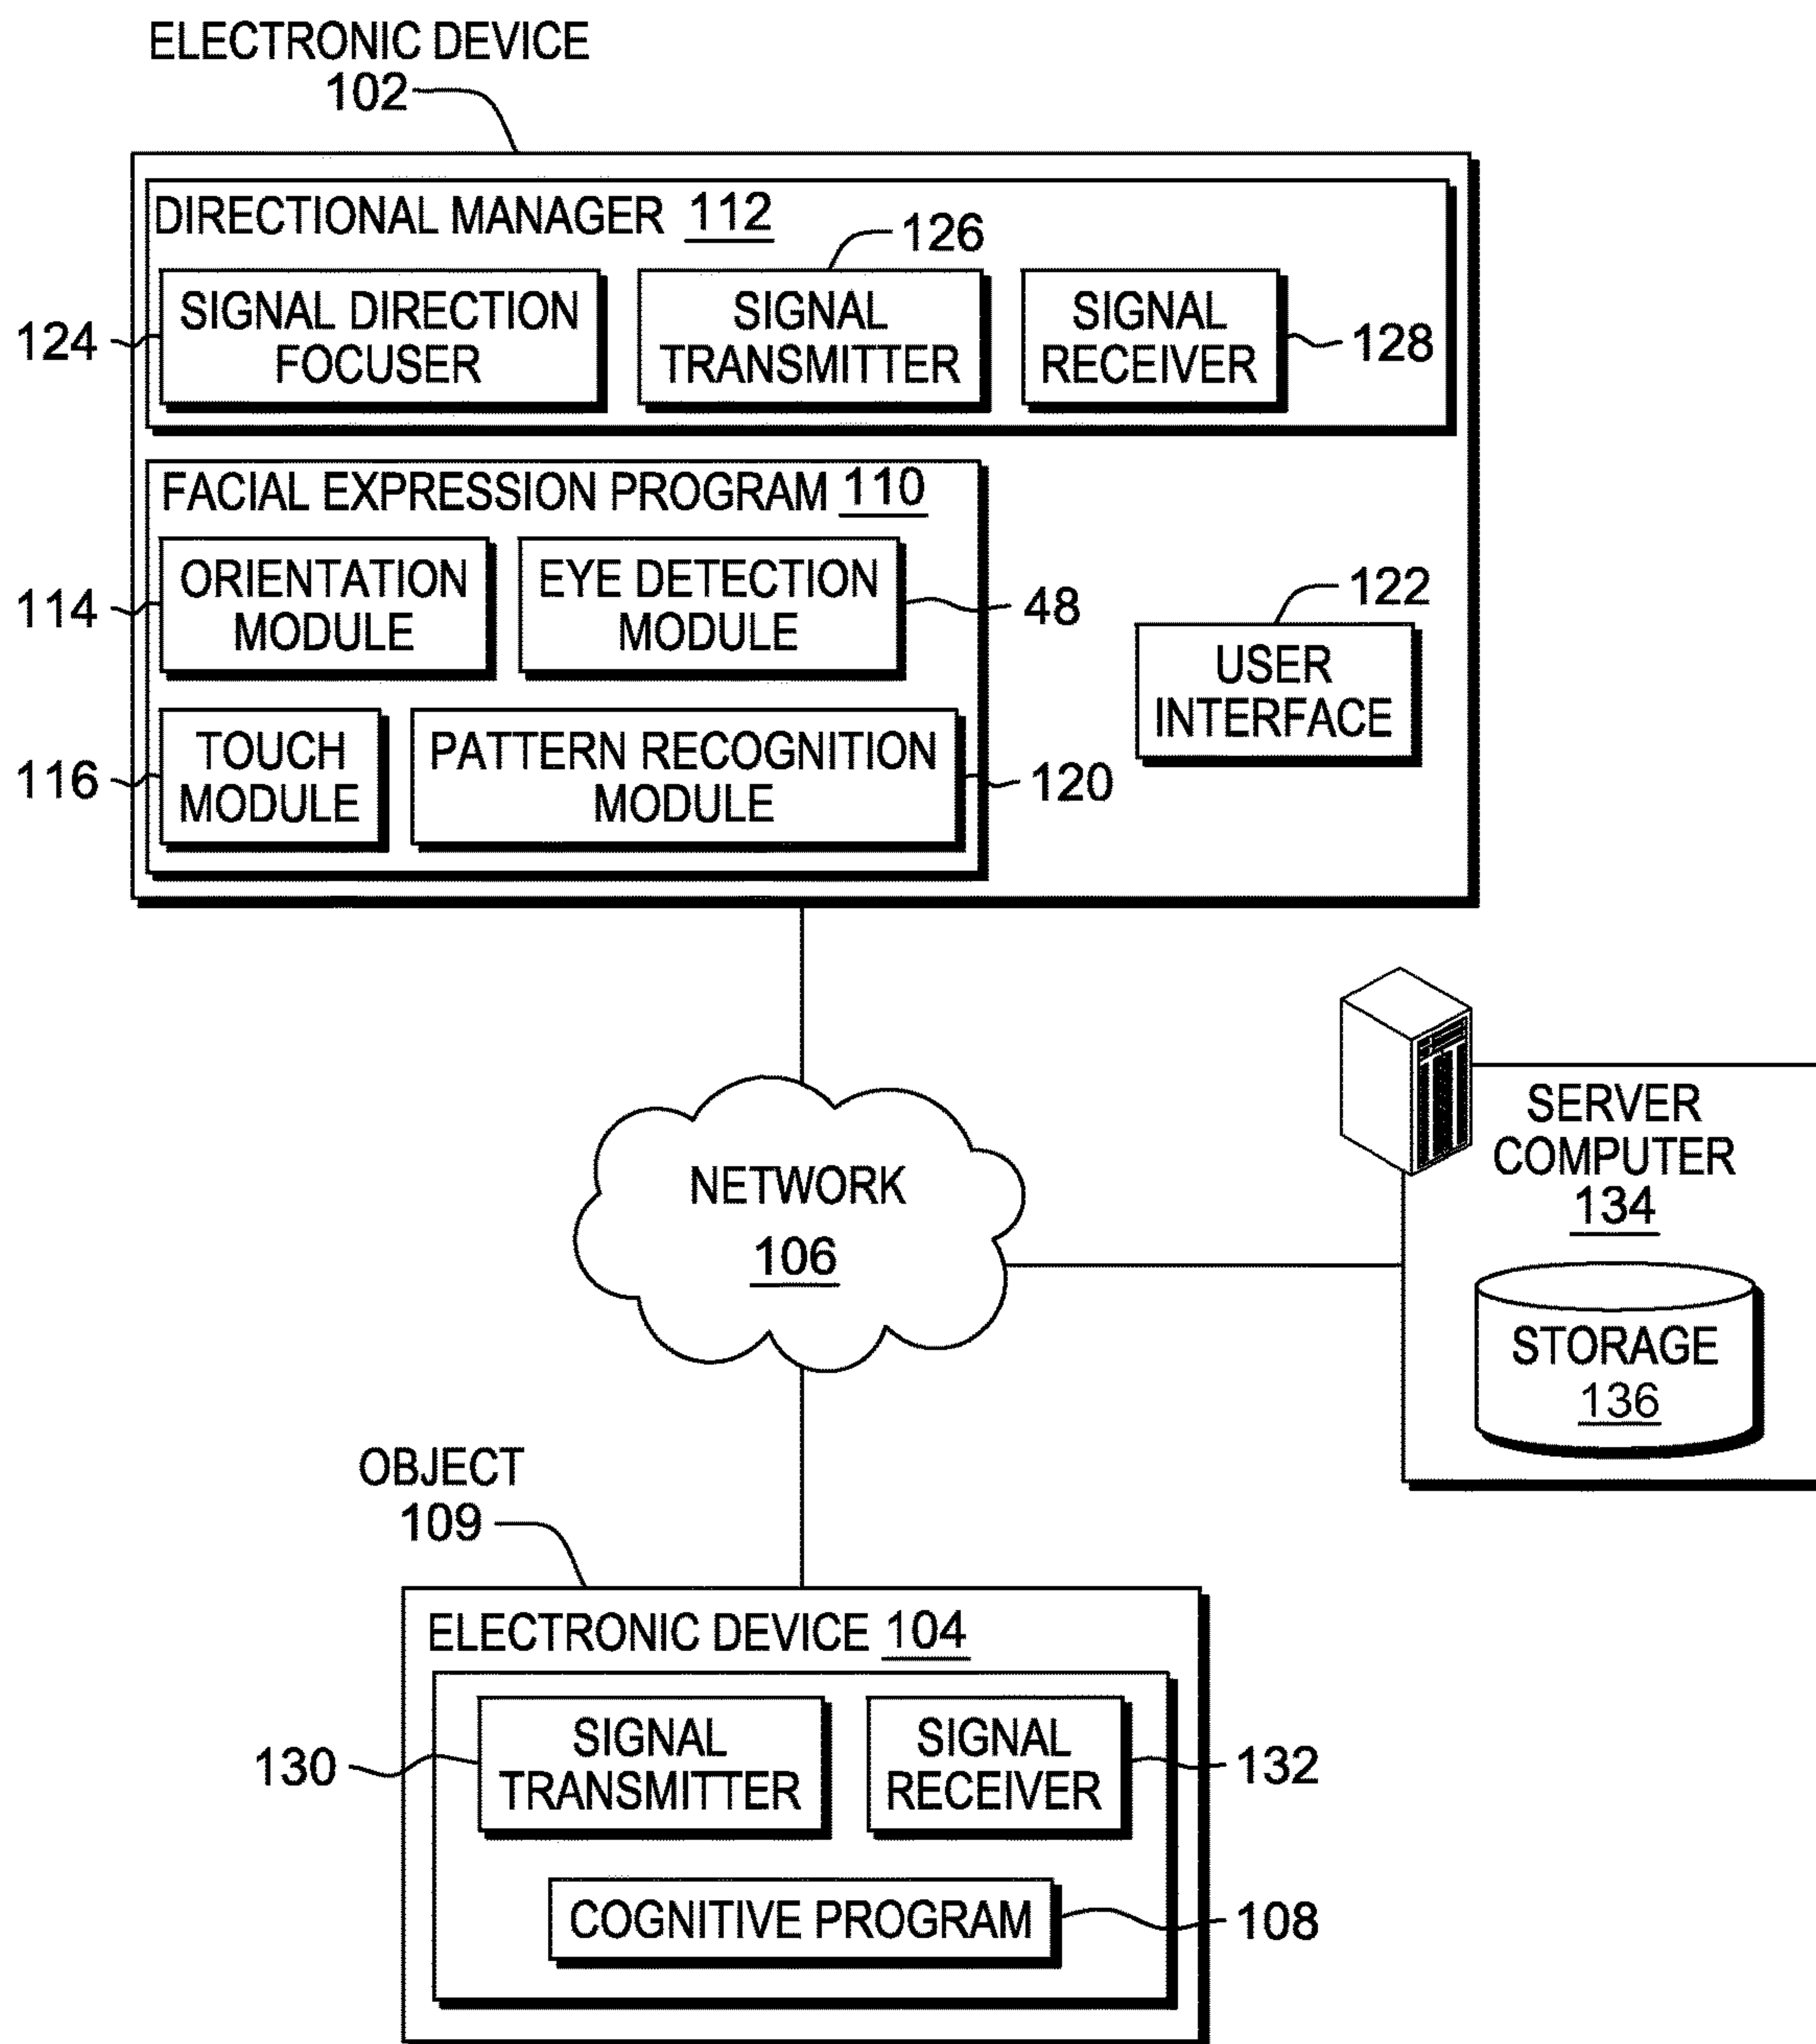 ELECTRONIC DEVICE
102
DIRECTIONAL MANAGER 112
126
124
SIGNAL DIRECTION
FOCUSER
SIGNAL
TRANSMITTER
SIGNAL
RECEIVER
128
FACIAL EXPRESSION PROGRAM 110
114
ORIENTATION
MODULE
EYE DETECTION
MODULE
48
122
USER
INTERFACE
116
TOUCH
MODULE
PATTERN RECOGNITION
MODULE
120
NETWORK
106
SERVER
COMPUTER
134
STORAGE
136
OBJECT
109
ELECTRONIC DEVICE 104
130
SIGNAL
TRANSMITTER
SIGNAL
RECEIVER
132
COGNITIVE PROGRAM
108